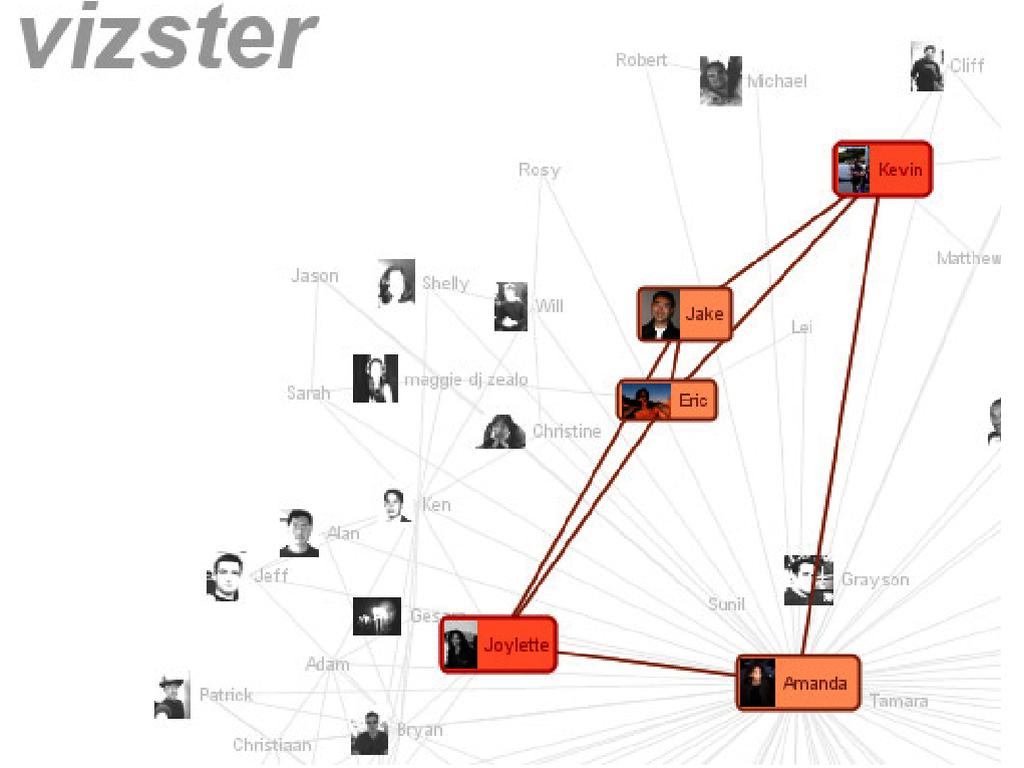 vizster
Robert
Michael
Cliff
Rosy
Kevin
Matthew
Jason
Shelly
Will
Jake
Lei
Sarah
maggie dj zealo
Eric
Christine
Ken
Alan
Jeff
Grayson
Sunil
Joylette
Adam
Amanda
Patrick
Tamara
Bryan
Christiaan